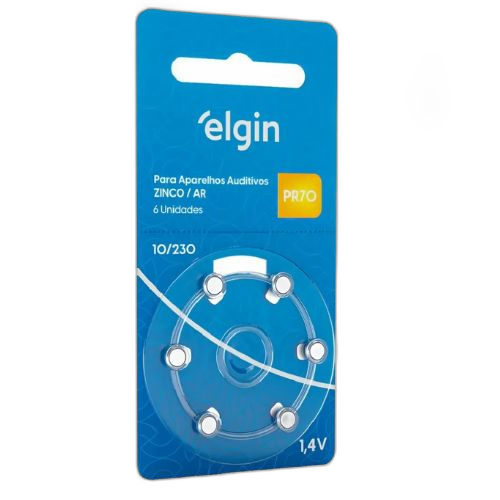 elgin
Para Aparelhos Auditivos
ZINCO / AR
6 Unidades
PR70
10/230
1,4V